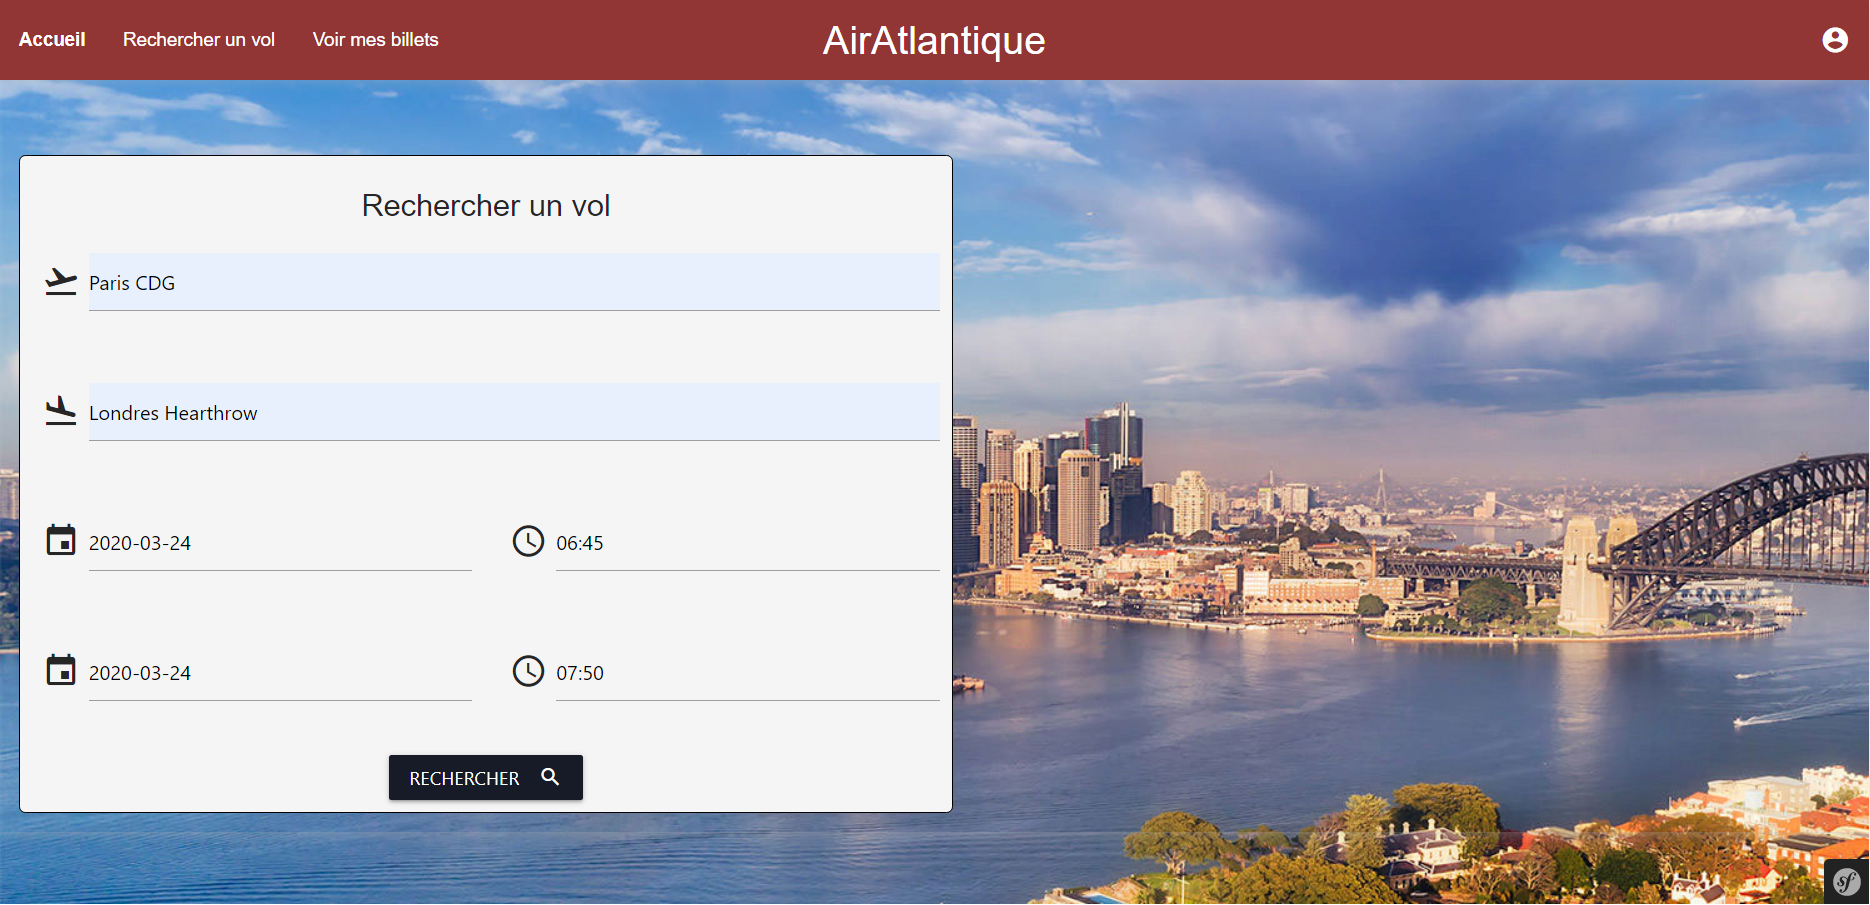 Accueil Rechercher un vol Voir mes billets AirAtlantique
Rechercher un vol
Paris CDG
Londres Hearthrow
2020-03-24 06:45
2020-03-24 07:50
RECHERCHER
sf